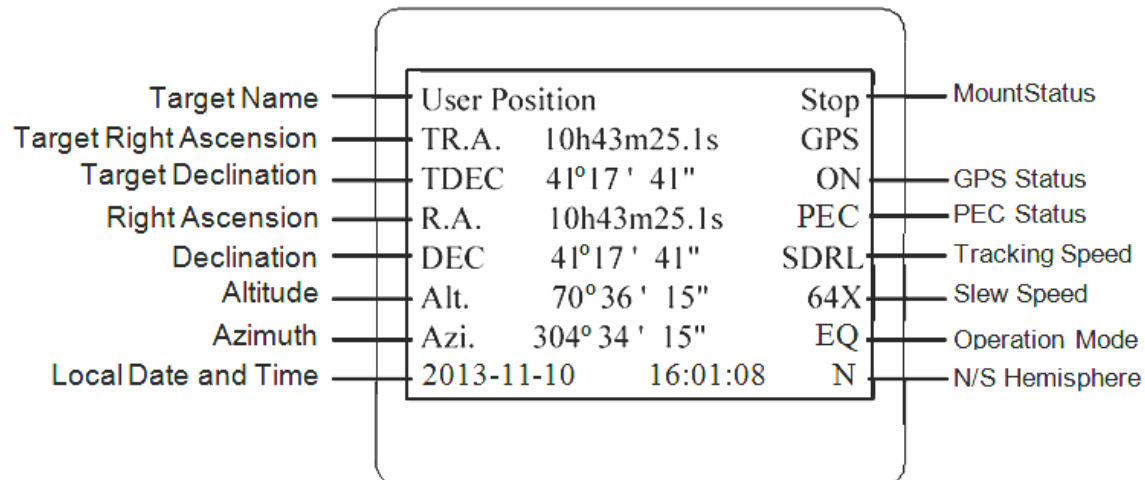 Target Name User Position Stop MountStatus
Target Right Ascension TR.A. 10h43m25.1s GPS
Target Declination TDEC 41º17 ' 41" ON GPS Status
Right Ascension R.A. 10h43m25.1s PEC PEC Status
Declination DEC 41º17 ' 41" SDRL Tracking Speed
Altitude Alt. 70º36 ' 15" 64X Slew Speed
Azimuth Azi. 304º34 ' 15" EQ Operation Mode
Local Date and Time 2013-11-10 16:01:08 N N/S Hemisphere